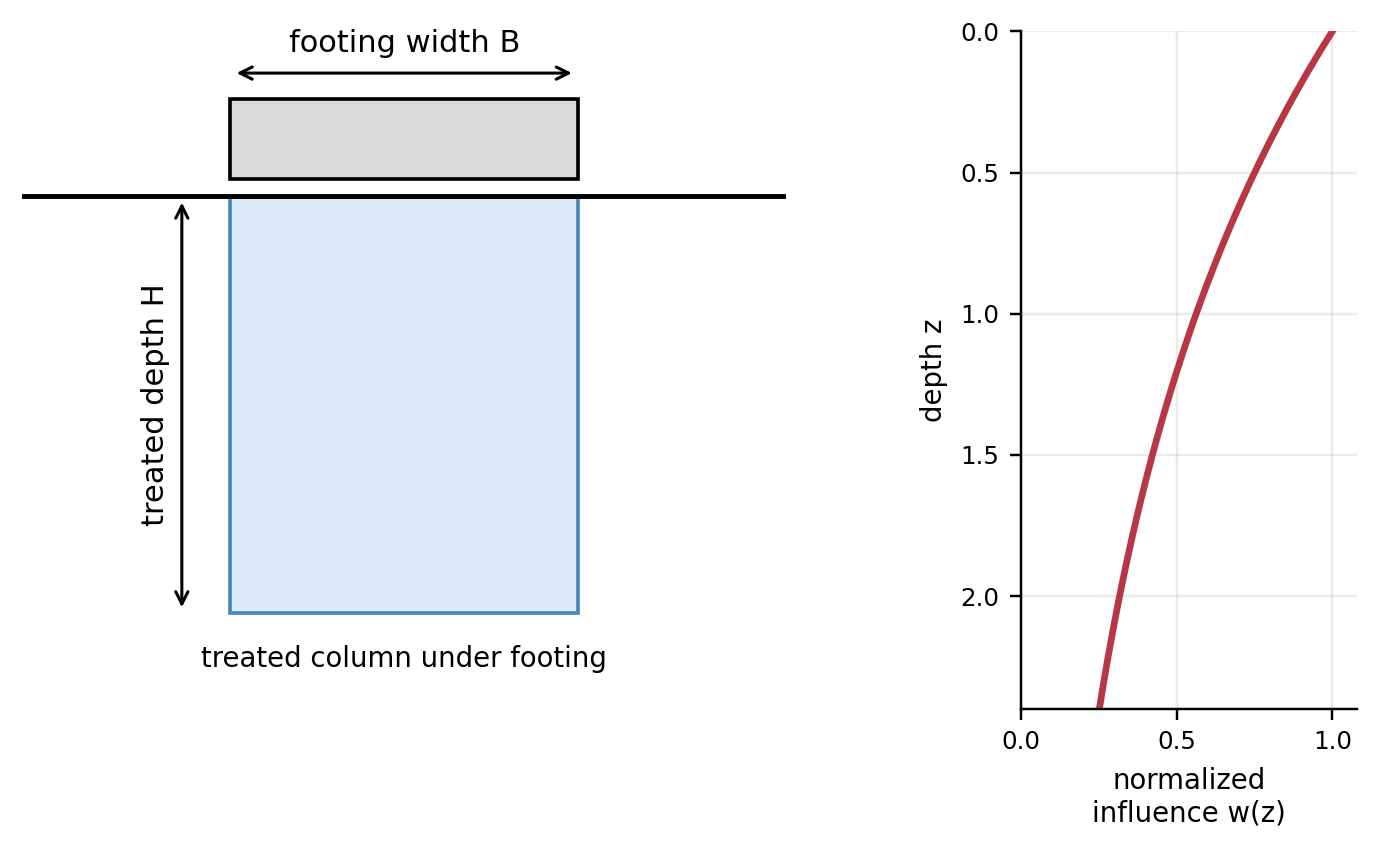 footing width B
treated depth H
treated column under footing
0.0
0.5
1.0
1.5
2.0
depth z
0.0 0.5 1.0
normalized
influence w(z)